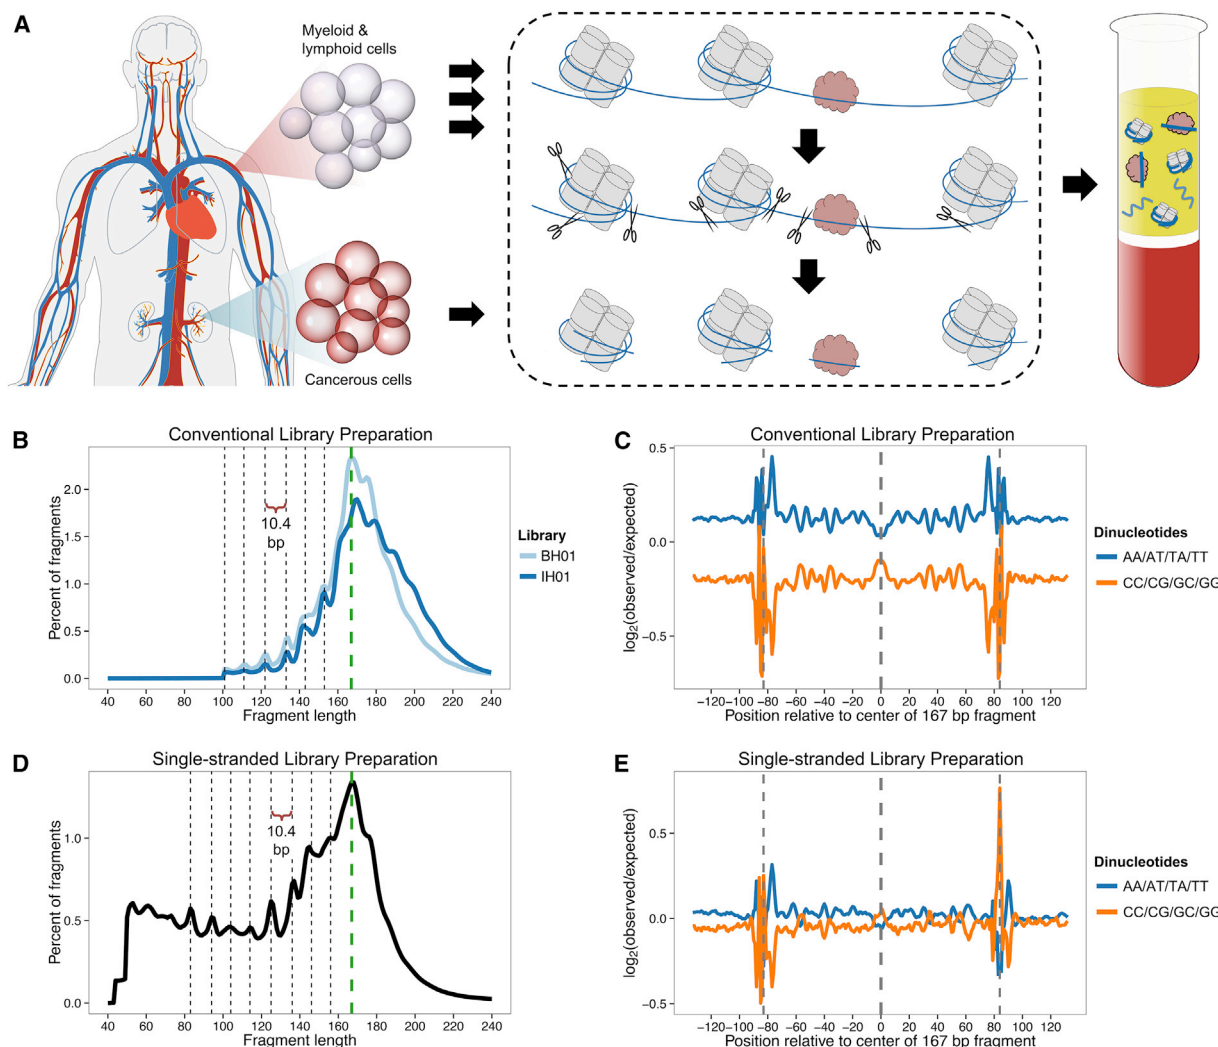 A
Myeloid &
lymphoid cells
Cancerous cells
B
Conventional Library Preparation
Percent of fragments
2.0
1.5
1.0
0.5
0.0
10.4
bp
40 60 80 100 120 140 160 180 200 220 240
Fragment length
Library
BH01
IH01
C
Conventional Library Preparation
log2(observed/expected)
0.5
0.0
−0.5
−120 −100 −80 −60 −40 −20 0 20 40 60 80 100 120
Position relative to center of 167 bp fragment
Dinucleotides
AA/AT/TA/TT
CC/CG/GC/GG
D
Single-stranded Library Preparation
Percent of fragments
1.0
0.5
0.0
10.4
bp
40 60 80 100 120 140 160 180 200 220 240
Fragment length
E
Single-stranded Library Preparation
log2(observed/expected)
0.5
0.0
−0.5
−120 −100 −80 −60 −40 −20 0 20 40 60 80 100 120
Position relative to center of 167 bp fragment
Dinucleotides
AA/AT/TA/TT
CC/CG/GC/GG